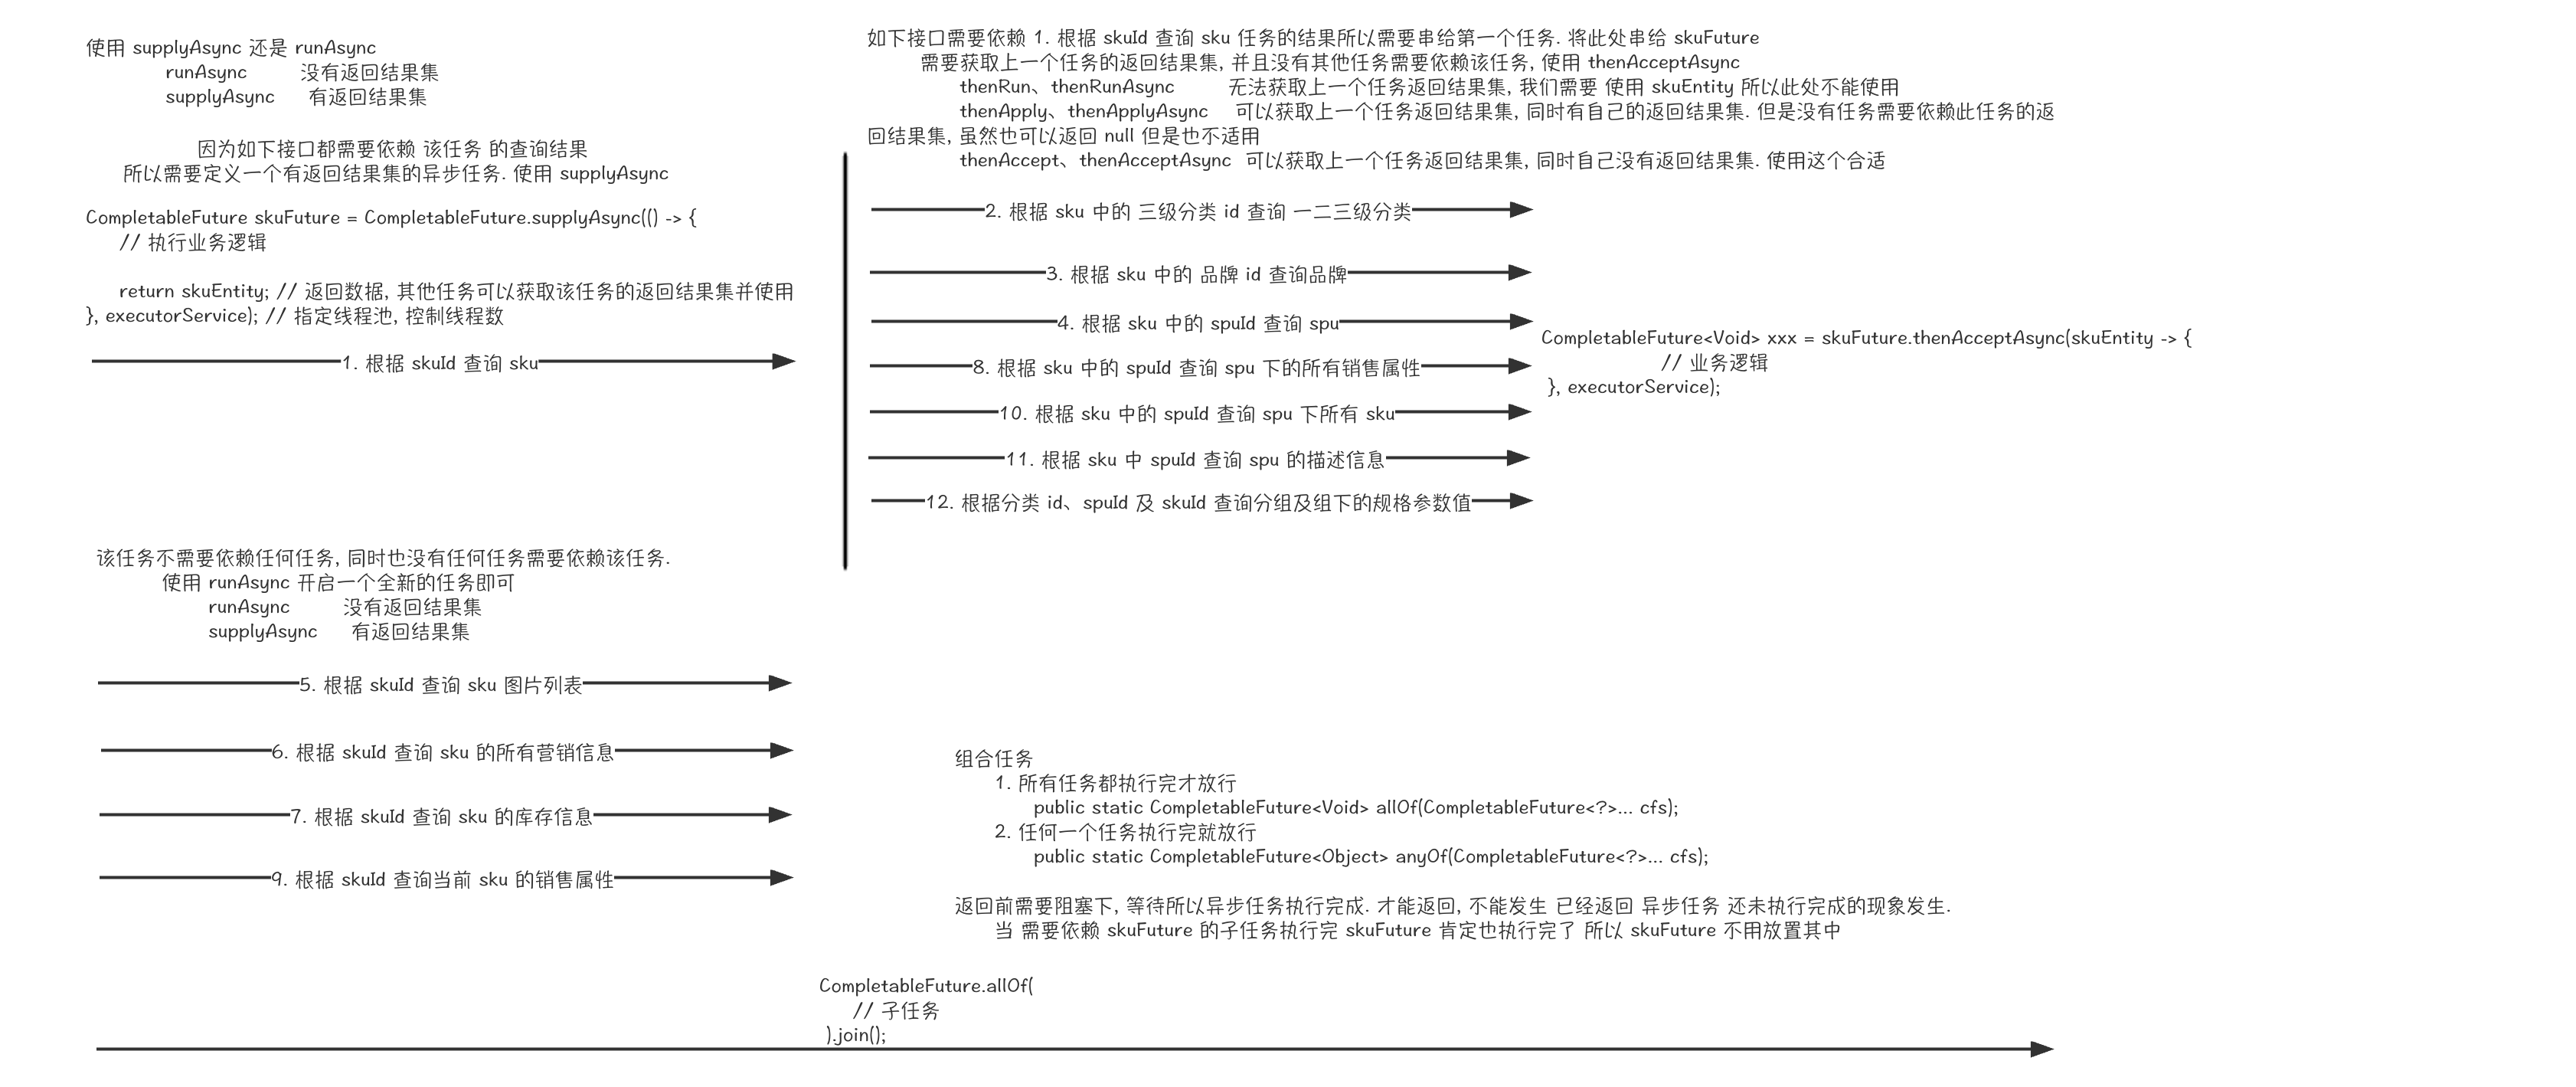 使用 supplyAsync 还是 runAsync
runAsync 没有返回结果集
supplyAsync 有返回结果集
因为如下接口都需要依赖 该任务 的查询结果
所以需要定义一个有返回结果集的异步任务. 使用 supplyAsync
CompletableFuture skuFuture = CompletableFuture.supplyAsync(() -> {
// 执行业务逻辑
return skuEntity; // 返回数据, 其他任务可以获取该任务的返回结果集并使用
}, executorService); // 指定线程池, 控制线程数
1. 根据 skuId 查询 sku
如下接口需要依赖 1. 根据 skuId 查询 sku 任务的结果所以需要串给第一个任务. 将此处串给 skuFuture
需要获取上一个任务的返回结果集, 并且没有其他任务需要依赖该任务, 使用 thenAcceptAsync
thenRun、thenRunAsync 无法获取上一个任务返回结果集, 我们需要 使用 skuEntity 所以此处不能使用
thenApply、thenApplyAsync 可以获取上一个任务返回结果集, 同时有自己的返回结果集. 但是没有任务需要依赖此任务的返
回结果集, 虽然也可以返回 null 但是也不适用
thenAccept、thenAcceptAsync 可以获取上一个任务返回结果集, 同时自己没有返回结果集. 使用这个合适
2. 根据 sku 中的 三级分类 id 查询 一二三级分类
3. 根据 sku 中的 品牌 id 查询品牌
4. 根据 sku 中的 spuId 查询 spu
8. 根据 sku 中的 spuId 查询 spu 下的所有销售属性
10. 根据 sku 中的 spuId 查询 spu 下所有 sku
11. 根据 sku 中 spuId 查询 spu 的描述信息
12. 根据分类 id、spuId 及 skuId 查询分组及组下的规格参数值
CompletableFuture<Void> xxx = skuFuture.thenAcceptAsync(skuEntity -> {
// 业务逻辑
}, executorService);
该任务不需要依赖任何任务, 同时也没有任何任务需要依赖该任务.
使用 runAsync 开启一个全新的任务即可
runAsync 没有返回结果集
supplyAsync 有返回结果集
5. 根据 skuId 查询 sku 图片列表
6. 根据 skuId 查询 sku 的所有营销信息
7. 根据 skuId 查询 sku 的库存信息
9. 根据 skuId 查询当前 sku 的销售属性
组合任务
1. 所有任务都执行完才放行
public static CompletableFuture<Void> allOf(CompletableFuture<?>... cfs);
2. 任何一个任务执行完就放行
public static CompletableFuture<Object> anyOf(CompletableFuture<?>... cfs);
返回前需要阻塞下, 等待所以异步任务执行完成. 才能返回, 不能发生 已经返回 异步任务 还未执行完成的现象发生.
当 需要依赖 skuFuture 的子任务执行完 skuFuture 肯定也执行完了 所以 skuFuture 不用放置其中
CompletableFuture.allOf(
// 子任务
).join();